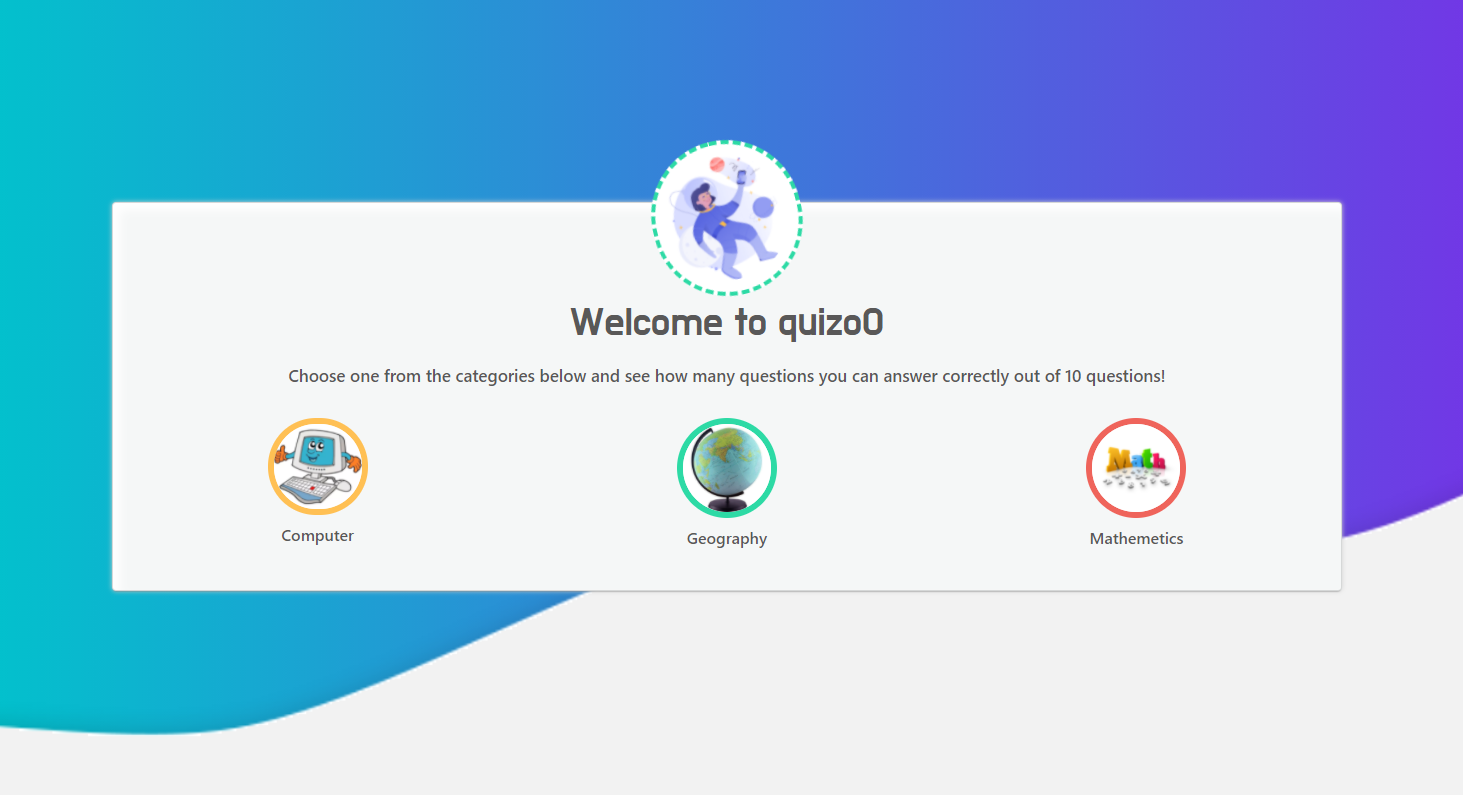 Welcome to quizo0
Choose one from the categories below and see how many questions you can answer correctly out of 10 questions!
Math
Computer
Geography
Mathemetics